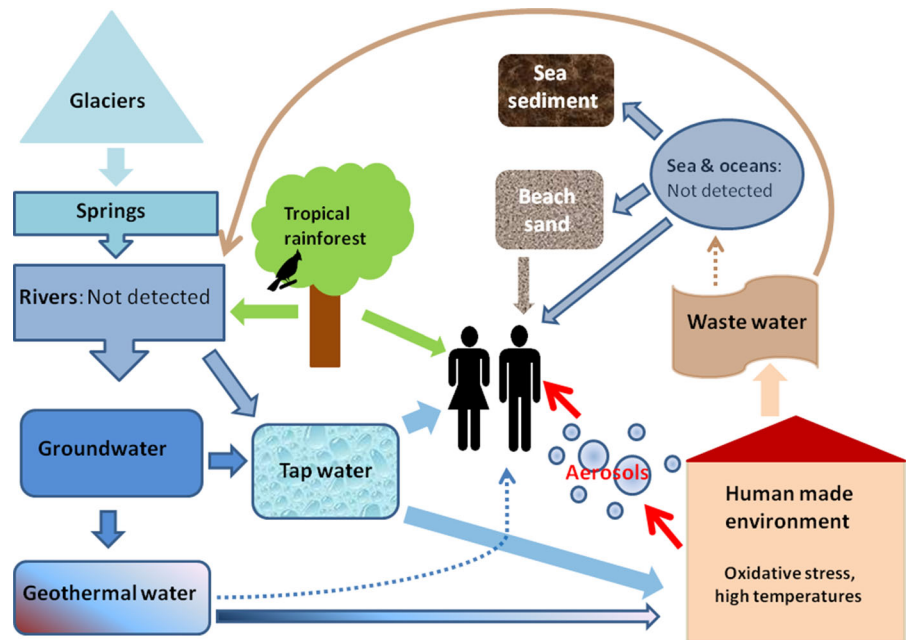 Glaciers
Springs
Rivers: Not detected
Groundwater
Geothermal water
Tropical
rainforest
Tap water
Sea
sediment
Beach
sand
Sea & oceans:
Not detected
Waste water
Aerosols
Human made
environment
Oxidative stress,
high temperatures